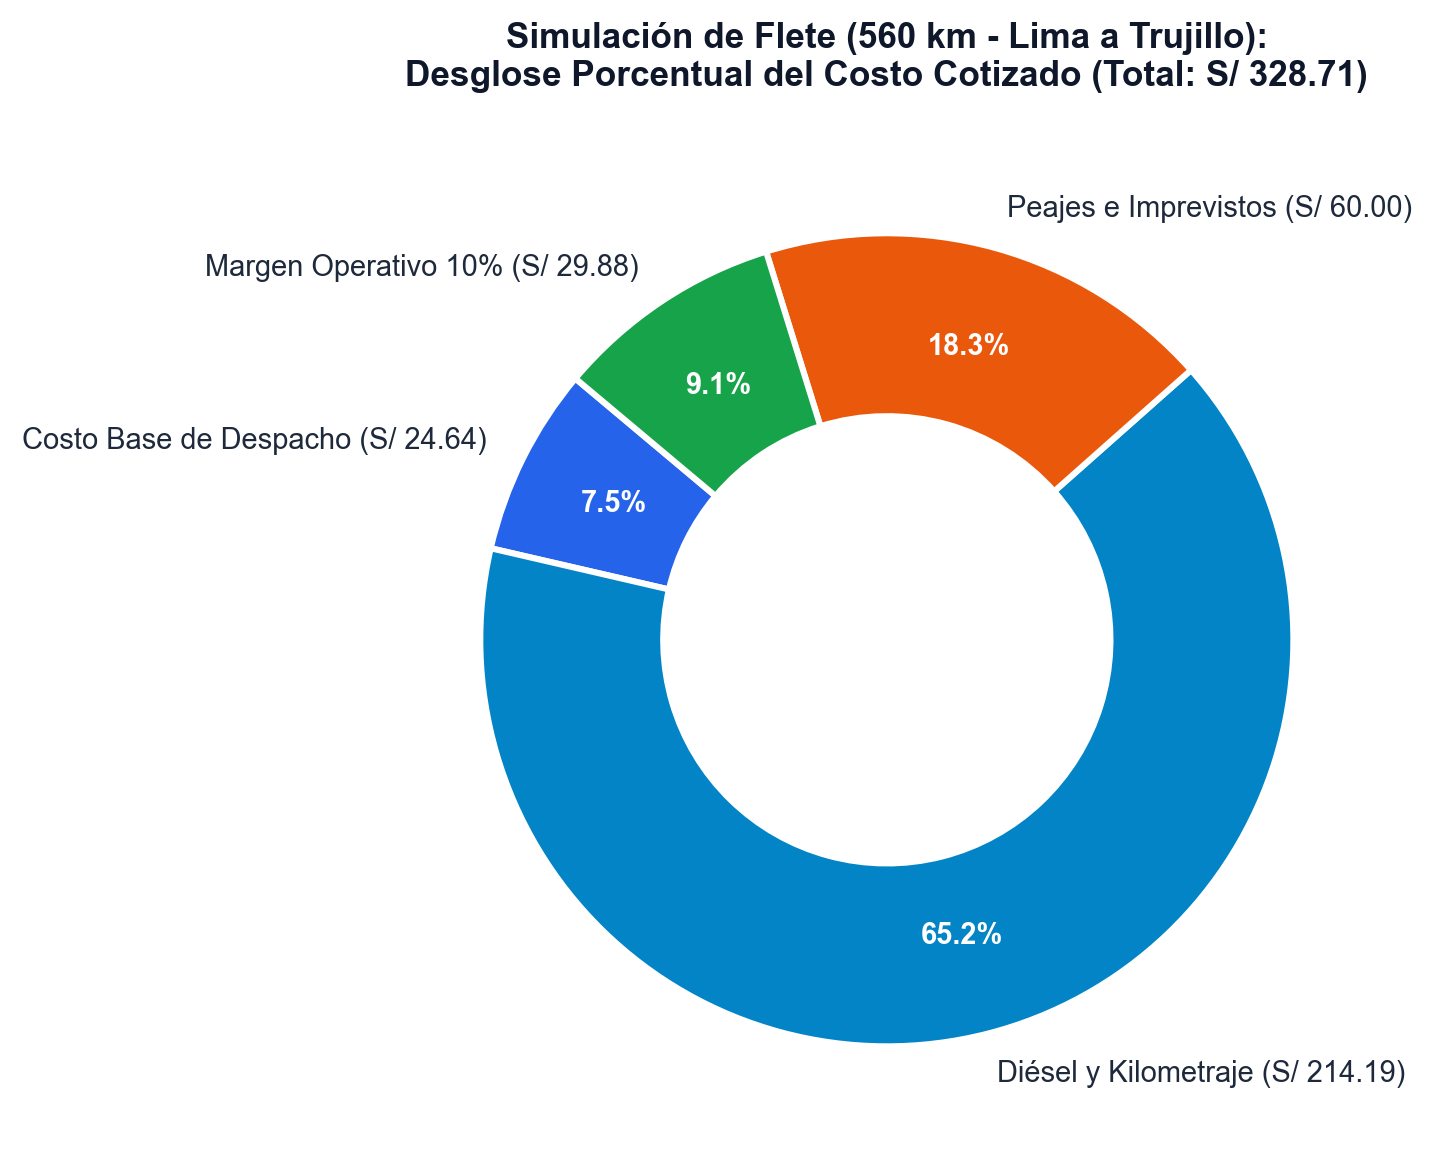 Simulación de Flete (560 km - Lima a Trujillo):
Desglose Porcentual del Costo Cotizado (Total: S/ 328.71)
Peajes e Imprevistos (S/ 60.00)
Margen Operativo 10% (S/ 29.88)
18.3%
9.1%
Costo Base de Despacho (S/ 24.64)
7.5%
65.2%
Diésel y Kilometraje (S/ 214.19)